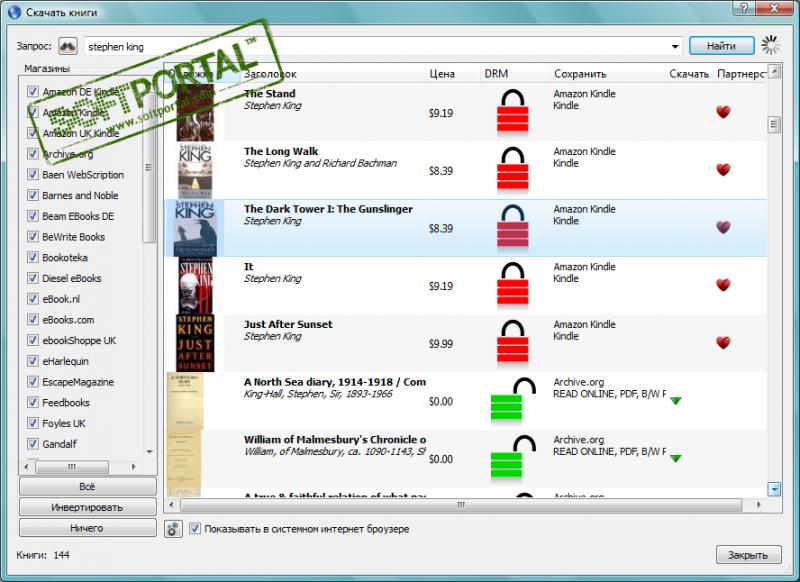 Скачать книги
Запрос:
stephen king
Найти
SOFTPORTAL™
www.softportal.com
Магазины
Amazon DE Kindle
Amazon Kindle
Amazon UK Kindle
Archive.org
Baen WebScription
Barnes and Noble
Beam EBooks DE
BeWrite Books
Bookoteka
Diesel eBooks
eBook.nl
eBooks.com
ebookShoppe UK
eHarlequin
EscapeMagazine
Feedbooks
Foyles UK
Gandalf
Всё
Инвертировать
Ничего
Обложка Заголовок Цена DRM Сохранить Скачать Партнерст
The Stand
Stephen King
$9.19
Amazon Kindle
Kindle
The Long Walk
Stephen King and Richard Bachman
$8.39
Amazon Kindle
Kindle
STEPHEN
KING
The Dark Tower I: The Gunslinger
Stephen King
$8.39
Amazon Kindle
Kindle
STEPHEN
KING
It
Stephen King
$9.19
Amazon Kindle
Kindle
STEPHEN KING
Just After Sunset
Stephen King
$9.99
Amazon Kindle
Kindle
STEPHEN
KING
JUST
AFTER
SUNSET
A North Sea diary, 1914-1918 / Com
King-Hall, Stephen, Sir, 1893-1966
$0.00
Archive.org
READ ONLINE, PDF, B/W F
William of Malmesbury's Chronicle o
William, of Malmesbury, ca. 1090-1143, Sh
$0.00
Archive.org
READ ONLINE, PDF, B/W F
A true & faithful relation of what pa
Показывать в системном интернет броузере
Книги: 144
Закрыть